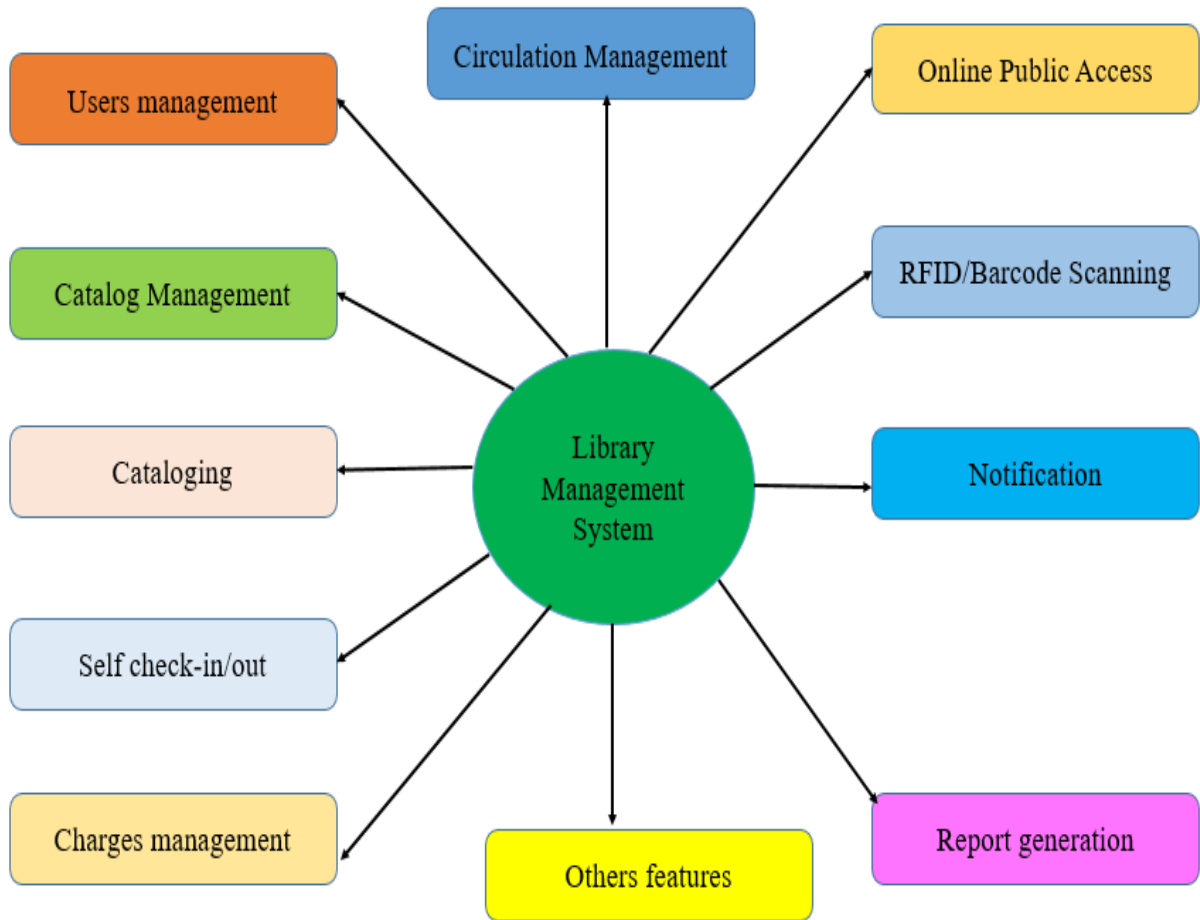 Circulation Management
Online Public Access
Users management
RFID/Barcode Scanning
Catalog Management
Library
Management
System
Cataloging
Notification
Self check-in/out
Charges management
Report generation
Others features